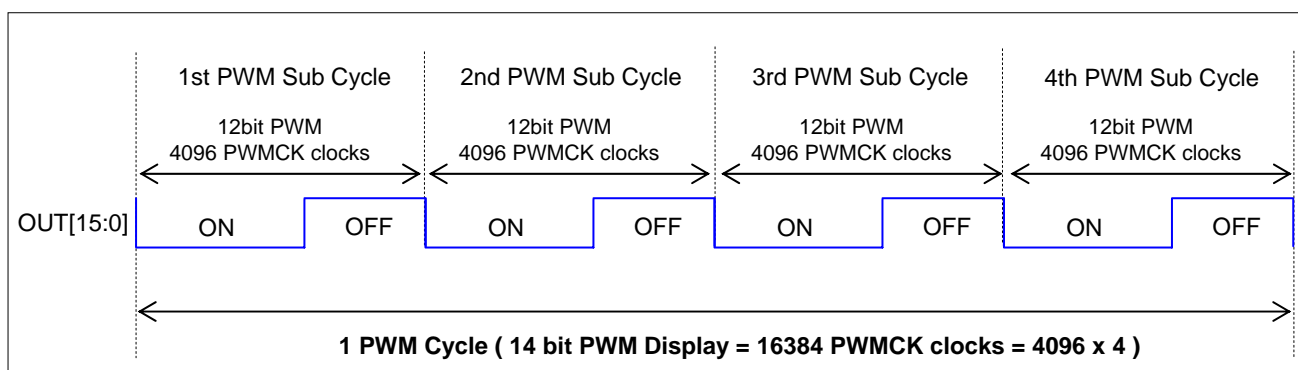 1st PWM Sub Cycle
2nd PWM Sub Cycle
3rd PWM Sub Cycle
4th PWM Sub Cycle
12bit PWM
4096 PWMCK clocks
12bit PWM
4096 PWMCK clocks
12bit PWM
4096 PWMCK clocks
12bit PWM
4096 PWMCK clocks
OUT[15:0]
ON
OFF
ON
OFF
ON
OFF
ON
OFF
1 PWM Cycle ( 14 bit PWM Display = 16384 PWMCK clocks = 4096 x 4 )